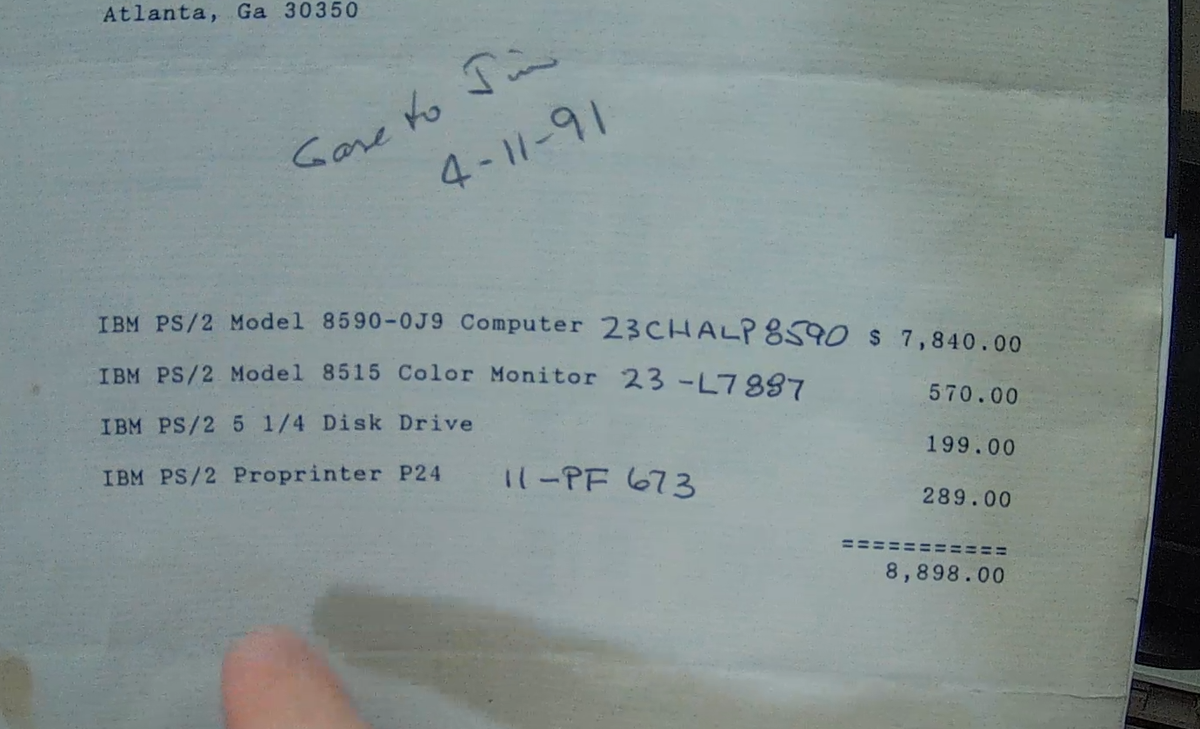 Atlanta, Ga 30350
Gave to Jim
4-11-91
IBM PS/2 Model 8590-0J9 Computer 23CHALP8590 $ 7,840.00
IBM PS/2 Model 8515 Color Monitor 23-L7887 570.00
IBM PS/2 5 1/4 Disk Drive 199.00
IBM PS/2 Proprinter P24 11-PF673 289.00
===========
8,898.00